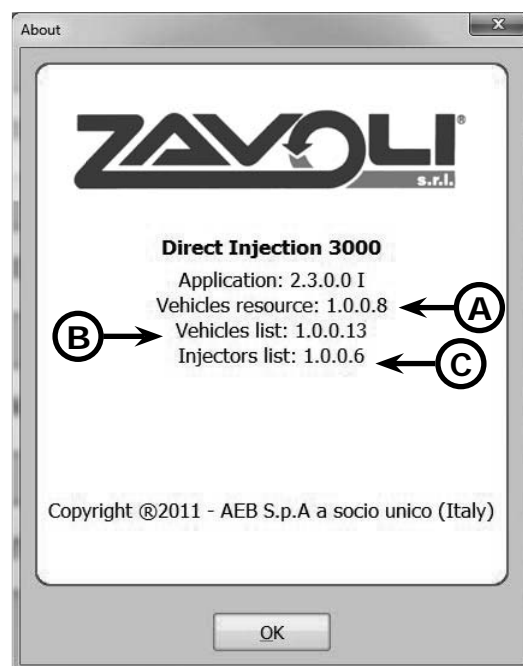 About
x
ZAVOLI®
s.r.l.
Direct Injection 3000
Application: 2.3.0.0 I
Vehicles resource: 1.0.0.8
A
B
Vehicles list: 1.0.0.13
Injectors list: 1.0.0.6
C
Copyright ®2011 - AEB S.p.A a socio unico (Italy)
OK